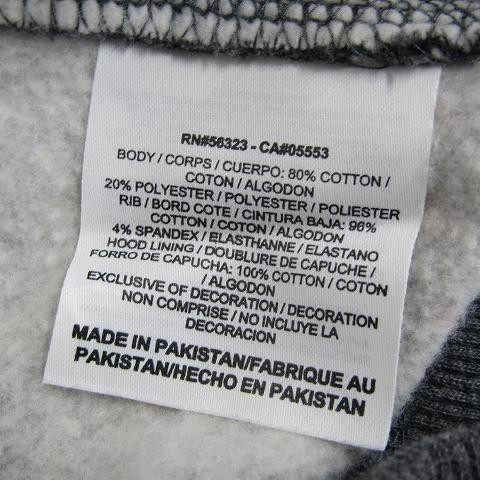 RN#56323 - CA#05553
BODY / CORPS / CUERPO: 80% COTTON /
COTON / ALGODON
20% POLYESTER / POLYESTER / POLIESTER
RIB / BORD COTE / CINTURA BAJA: 96%
COTTON / COTON / ALGODON
4% SPANDEX / ELASTHANNE / ELASTANO
HOOD LINING / DOUBLURE DE CAPUCHE /
FORRO DE CAPUCHA: 100% COTTON / COTON
/ ALGODON
EXCLUSIVE OF DECORATION / DECORATION
NON COMPRISE / NO INCLUYE LA
DECORACION
MADE IN PAKISTAN/FABRIQUE AU
PAKISTAN/HECHO EN PAKISTAN